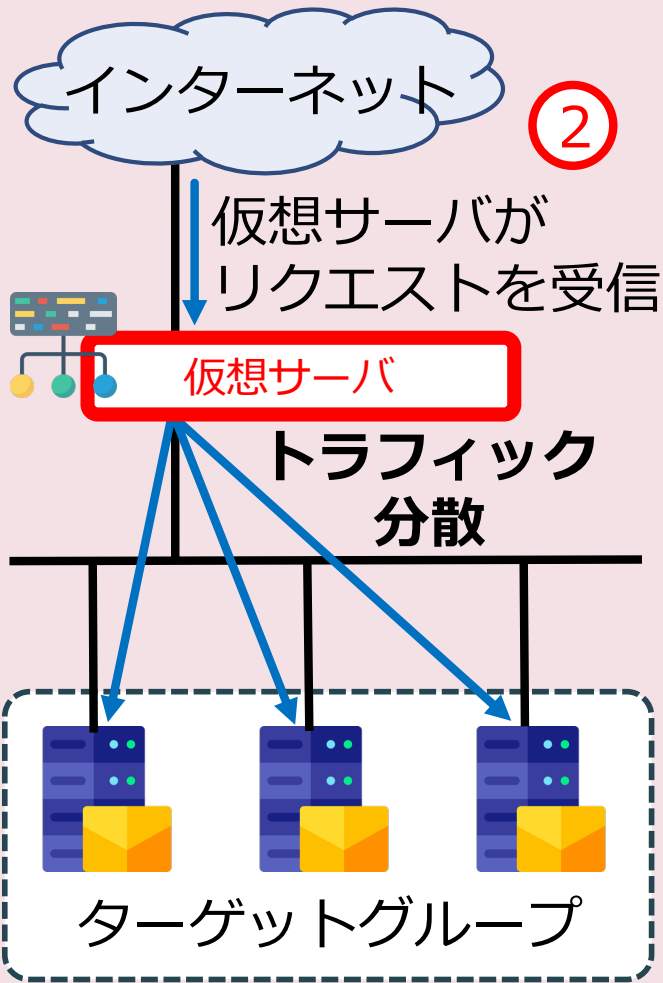 インターネット
2
仮想サーバが
リクエストを受信
仮想サーバ
トラフィック
分散
ターゲットグループ